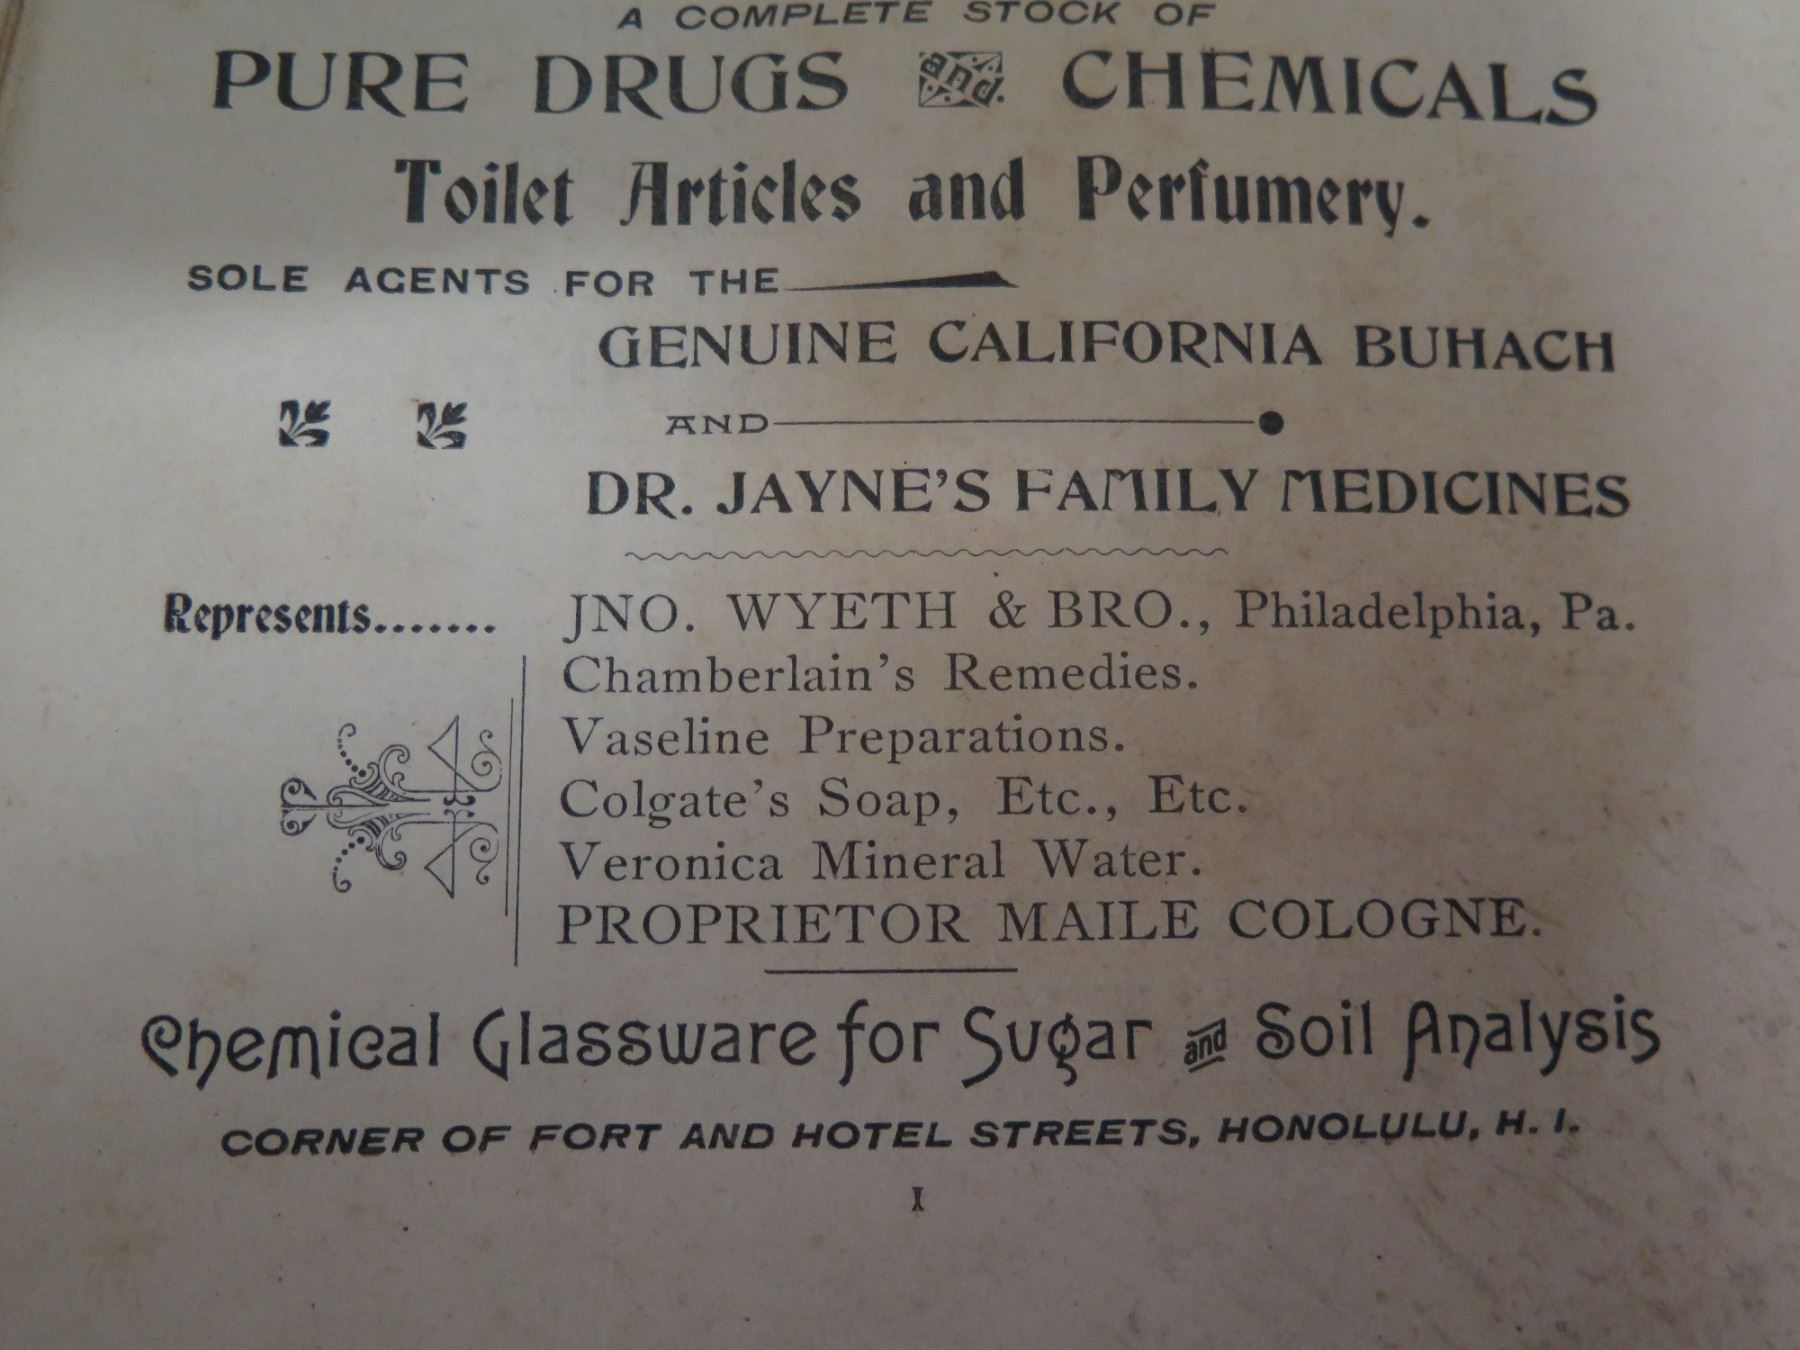 A COMPLETE STOCK OF
PURE DRUGS and CHEMICALS
Toilet Articles and Perfumery.
SOLE AGENTS FOR THE
GENUINE CALIFORNIA BUHACH
AND
DR. JAYNE'S FAMILY MEDICINES
Represents....... JNO. WYETH & BRO., Philadelphia, Pa.
Chamberlain's Remedies.
Vaseline Preparations.
Colgate's Soap, Etc., Etc.
Veronica Mineral Water.
PROPRIETOR MAILE COLOGNE.
Chemical Glassware for Sugar and Soil Analysis
CORNER OF FORT AND HOTEL STREETS, HONOLULU, H. I.
I